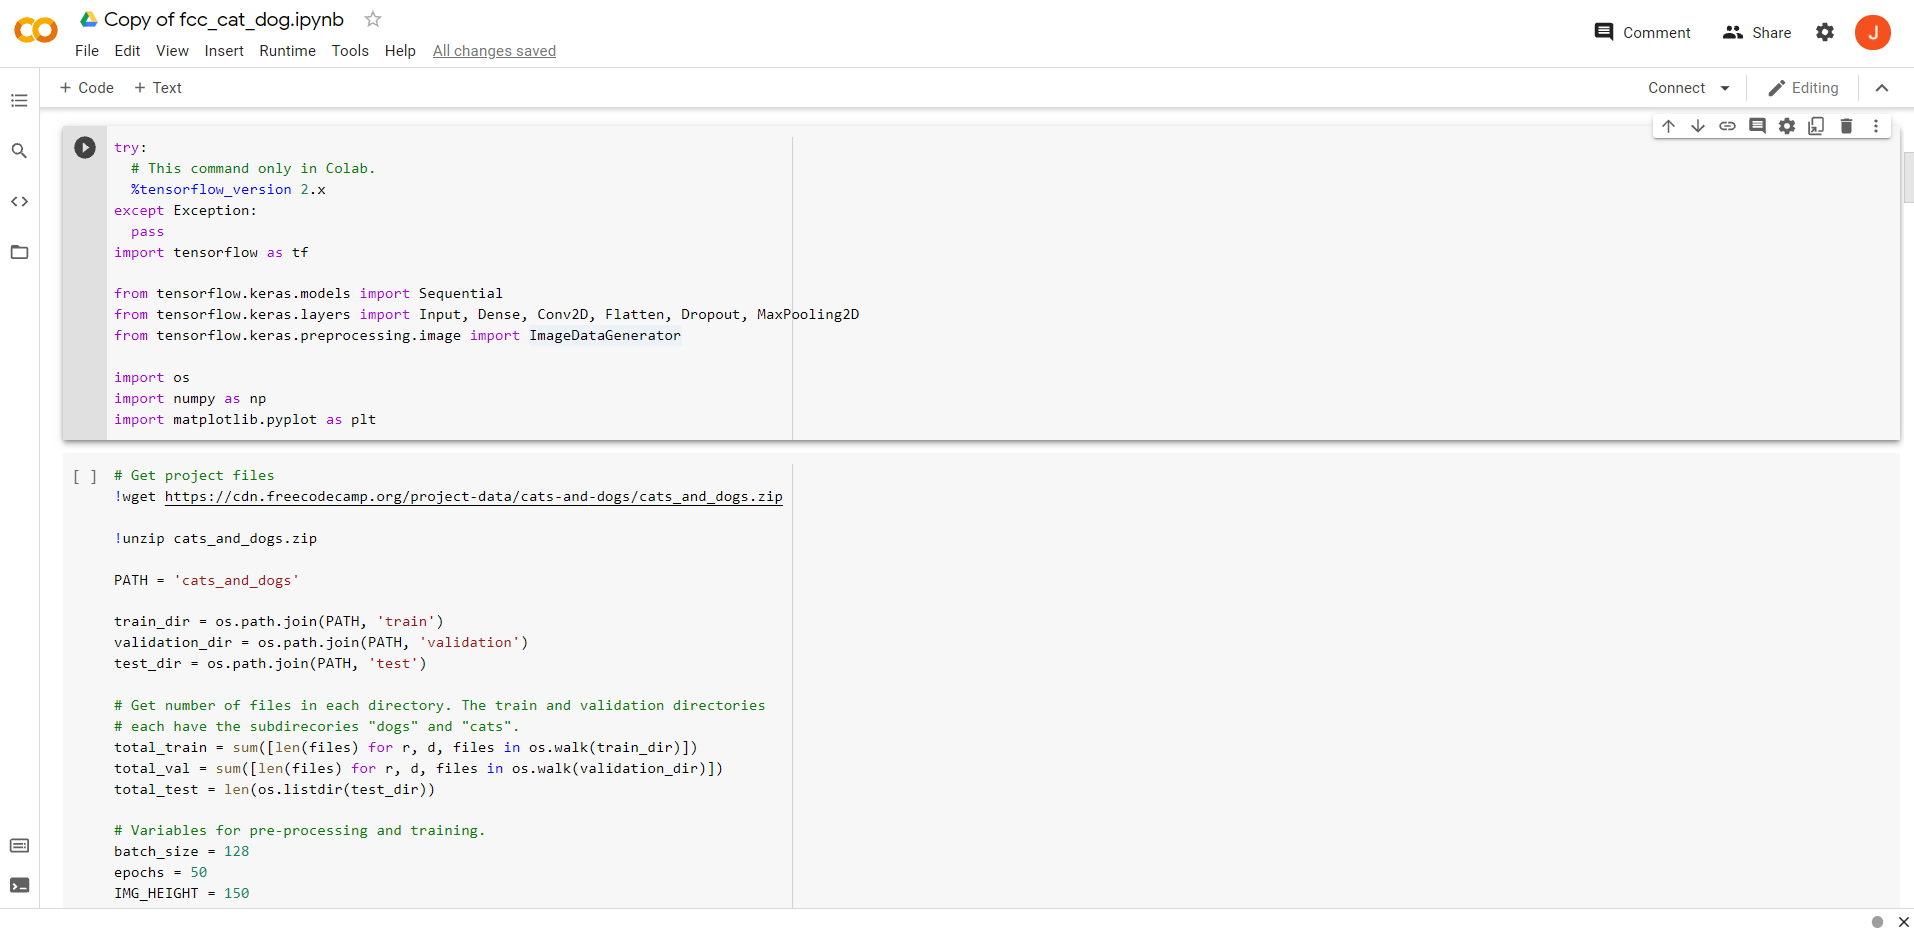 Copy of fcc_cat_dog.ipynb
File Edit View Insert Runtime Tools Help All changes saved
Comment Share J
+ Code + Text
Connect Editing
try:
  # This command only in Colab.
  %tensorflow_version 2.x
except Exception:
  pass
import tensorflow as tf
from tensorflow.keras.models import Sequential
from tensorflow.keras.layers import Input, Dense, Conv2D, Flatten, Dropout, MaxPooling2D
from tensorflow.keras.preprocessing.image import ImageDataGenerator
import os
import numpy as np
import matplotlib.pyplot as plt
[ ] # Get project files
!wget https://cdn.freecodecamp.org/project-data/cats-and-dogs/cats_and_dogs.zip
!unzip cats_and_dogs.zip
PATH = 'cats_and_dogs'
train_dir = os.path.join(PATH, 'train')
validation_dir = os.path.join(PATH, 'validation')
test_dir = os.path.join(PATH, 'test')
# Get number of files in each directory. The train and validation directories
# each have the subdirecories "dogs" and "cats".
total_train = sum([len(files) for r, d, files in os.walk(train_dir)])
total_val = sum([len(files) for r, d, files in os.walk(validation_dir)])
total_test = len(os.listdir(test_dir))
# Variables for pre-processing and training.
batch_size = 128
epochs = 50
IMG_HEIGHT = 150